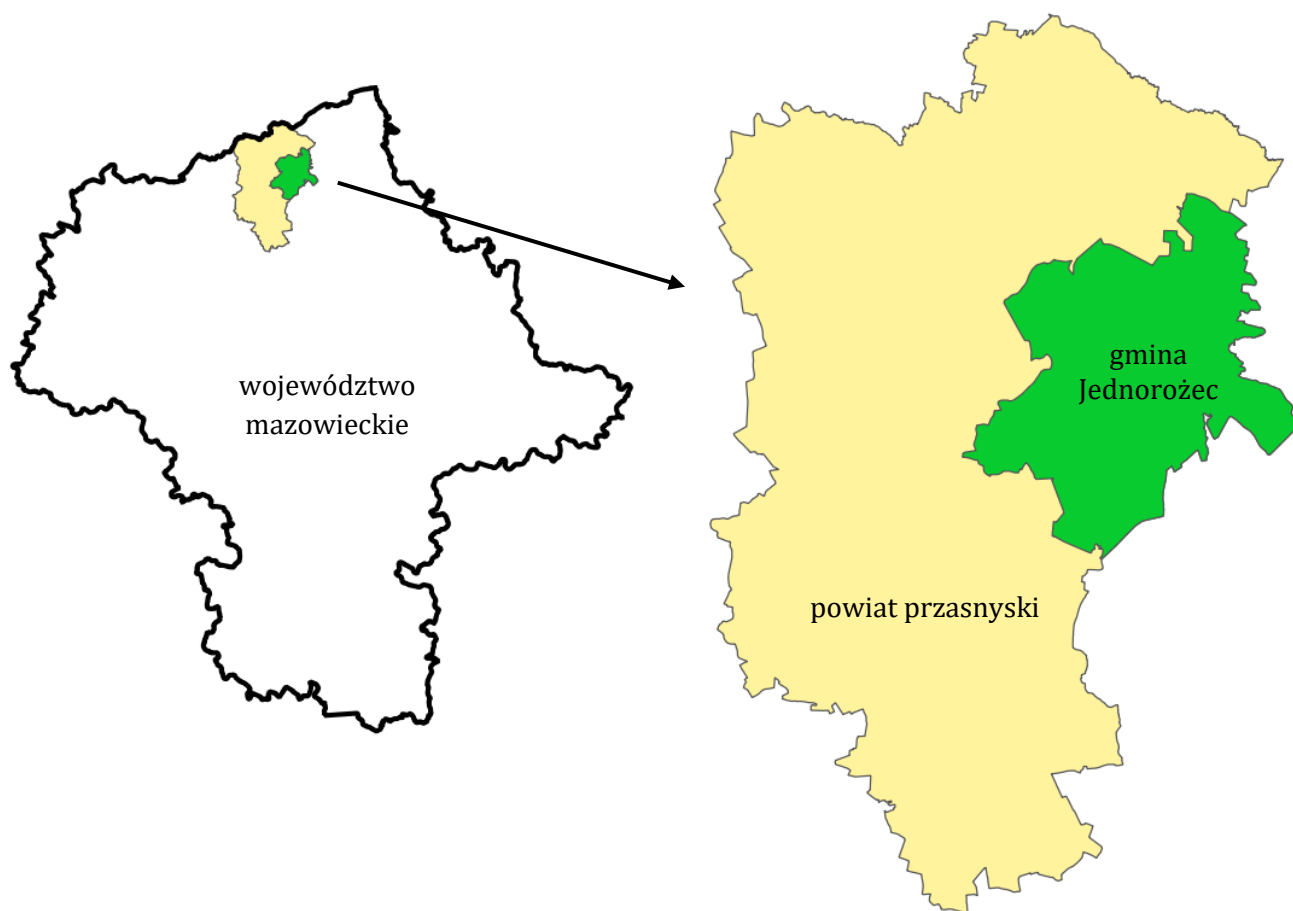 województwo
mazowieckie
gmina
Jednorożec
powiat przasnyski